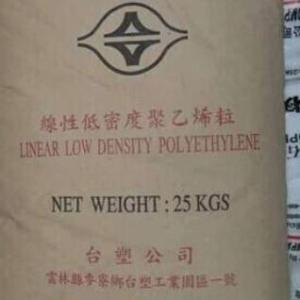 線性低密度聚乙烯粒
LINEAR LOW DENSITY POLYETHYLENE
NET WEIGHT : 25 KGS
台塑公司
雲林縣麥寮鄉台塑工業園區一號